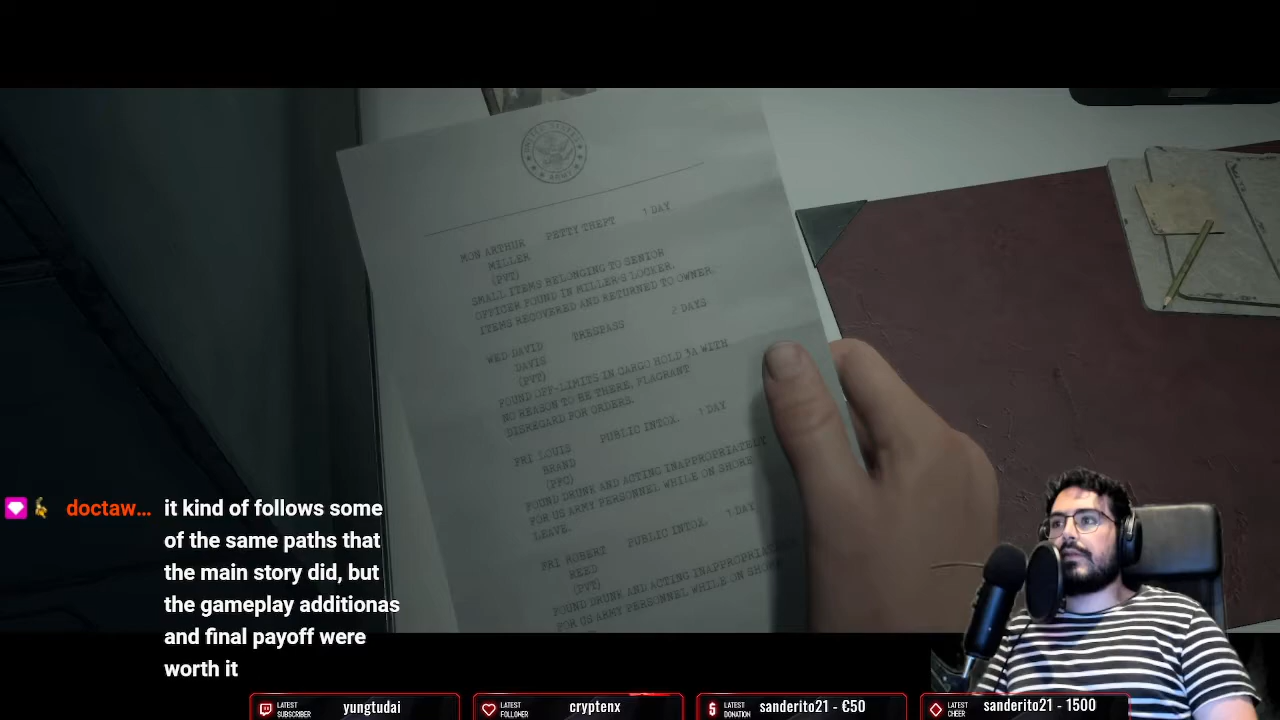 UNITED STATES
ARMY
MON ARTHUR PETTY THEFT 1 DAY
MILLER
(PVT)
SMALL ITEMS BELONGING TO SENIOR
OFFICER FOUND IN MILLER'S LOCKER.
ITEMS RECOVERED AND RETURNED TO OWNER.
WED DAVID TRESPASS 2 DAYS
DAVIS
(PVT)
FOUND OFF-LIMITS IN CARGO HOLD 3A WITH
NO REASON TO BE THERE, FLAGRANT
DISREGARD FOR ORDERS.
FRI LOUIS PUBLIC INTOX. 1 DAY
BRAND
(PFC)
FOUND DRUNK AND ACTING INAPPROPRIATELY
FOR US ARMY PERSONNEL WHILE ON SHORE
LEAVE.
FRI ROBERT PUBLIC INTOX. 1 DAY
REED
(PVT)
FOUND DRUNK AND ACTING INAPPROPRIATELY
FOR US ARMY PERSONNEL WHILE ON SHORE
doctaw... it kind of follows some
of the same paths that
the main story did, but
the gameplay additionas
and final payoff were
worth it
LATEST SUBSCRIBER yungtudai
LATEST FOLLOWER cryptenx
LATEST DONATION sanderito21 - €50
LATEST CHEER sanderito21 - 1500